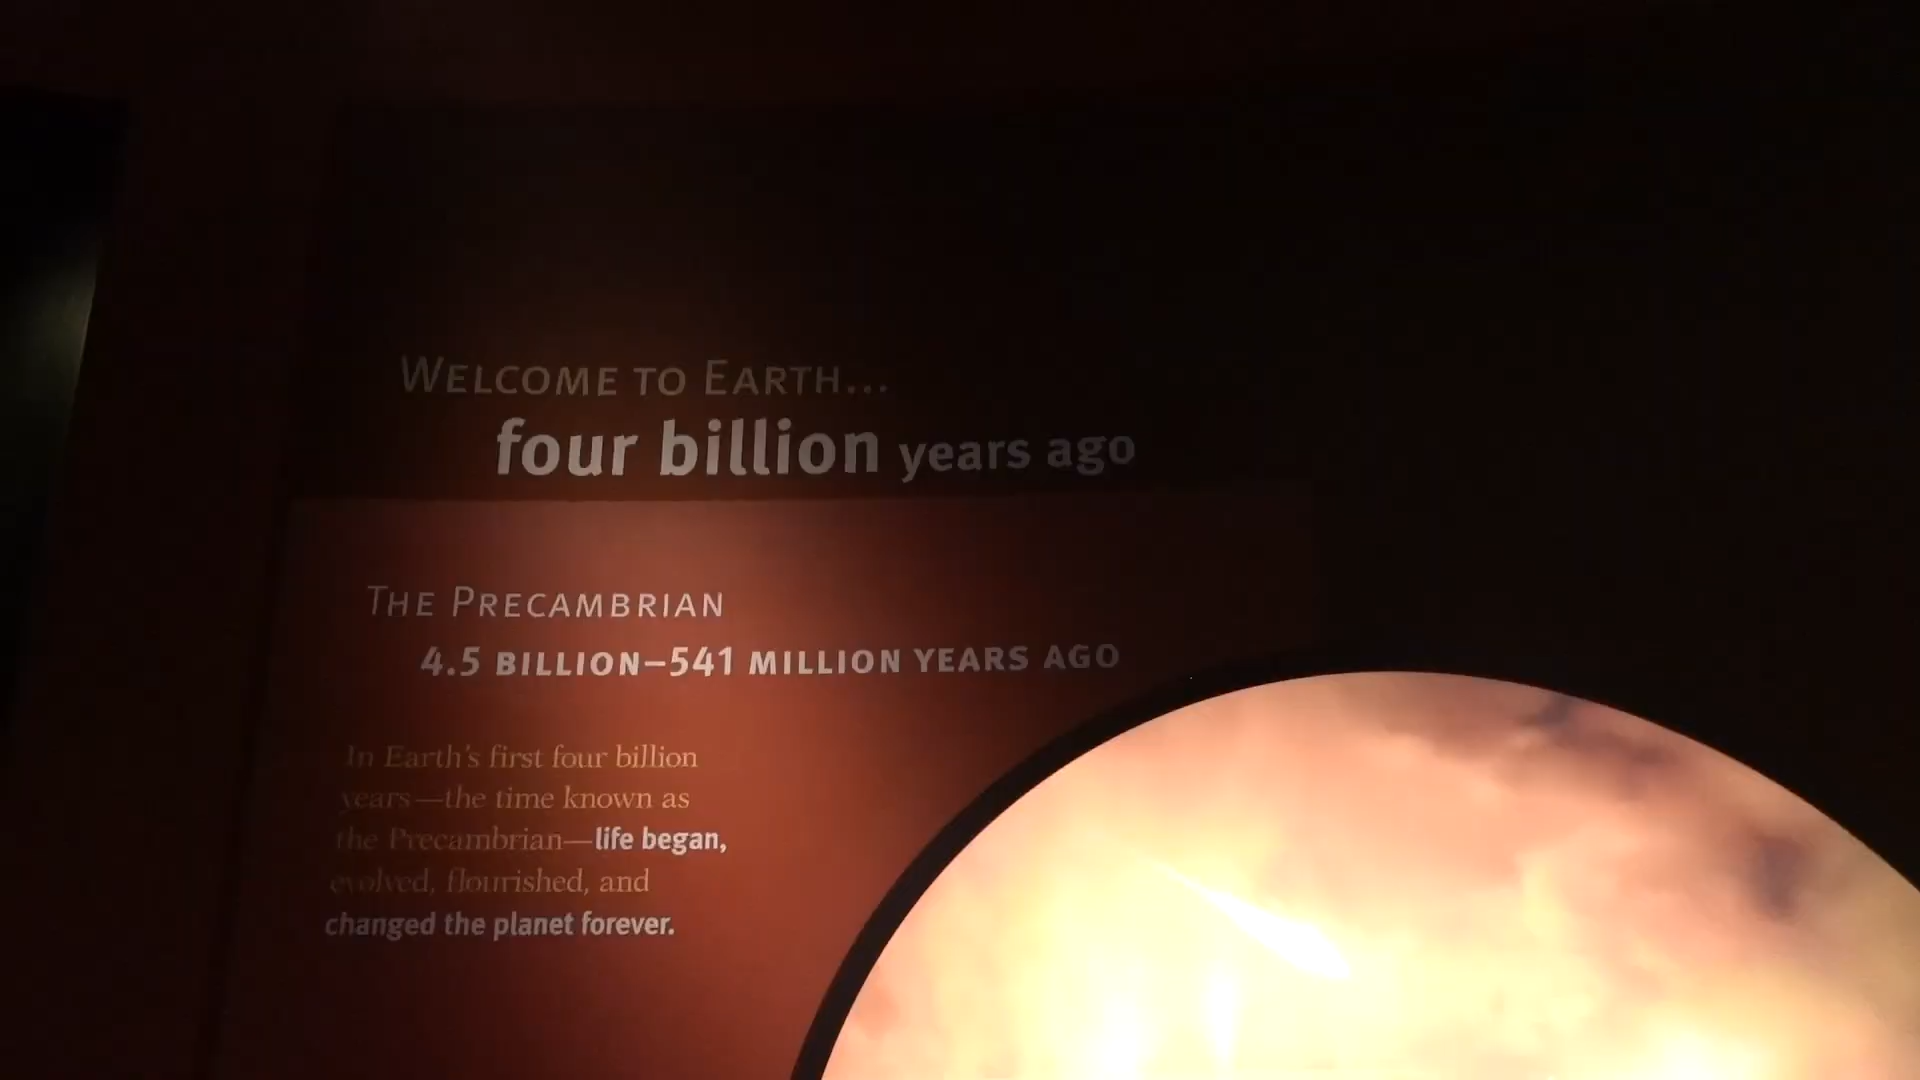 WELCOME TO EARTH...
four billion years ago
THE PRECAMBRIAN
4.5 BILLION–541 MILLION YEARS AGO
In Earth's first four billion
years—the time known as
the Precambrian—life began,
evolved, flourished, and
changed the planet forever.